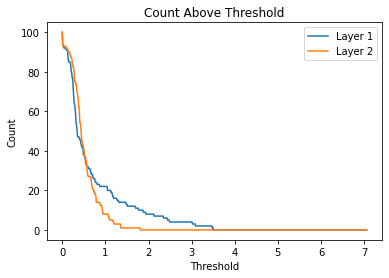 Count Above Threshold
Layer 1
Layer 2
100
80
60
40
20
0
Count
0 1 2 3 4 5 6 7
Threshold